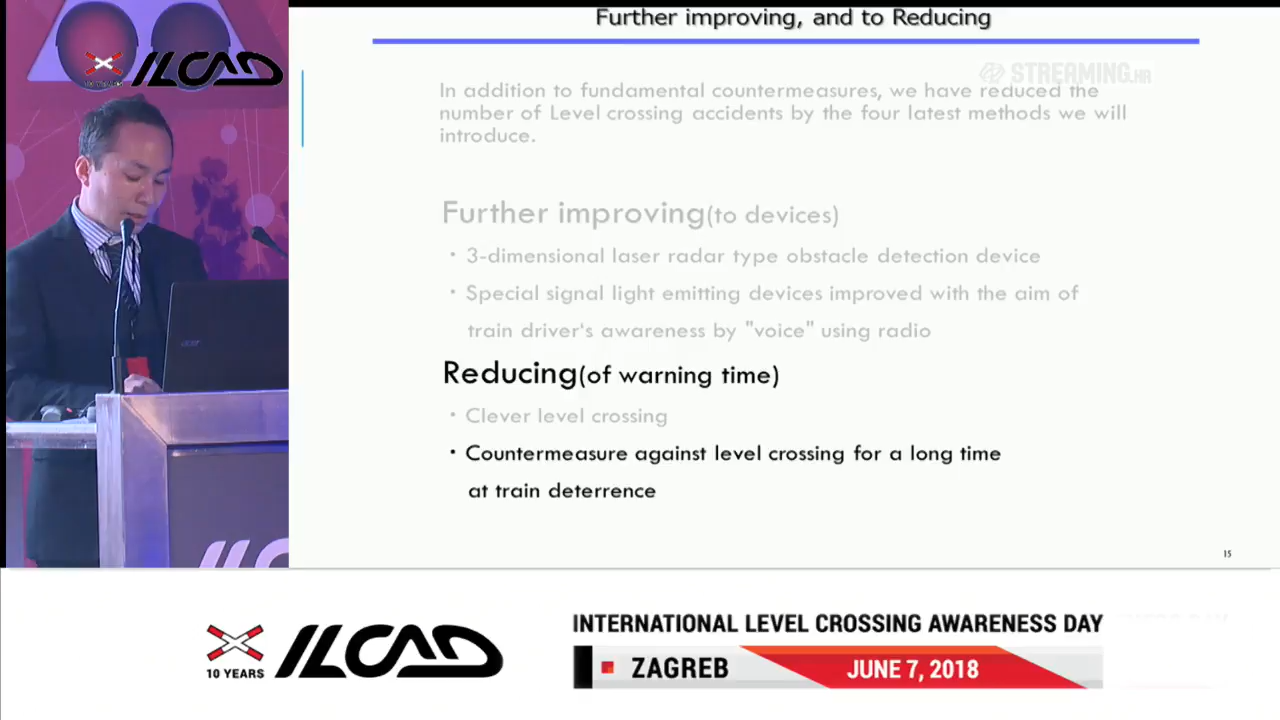 Further improving, and to Reducing
ILCAD
10 YEARS
STREAMING.HR
In addition to fundamental countermeasures, we have reduced the
number of Level crossing accidents by the four latest methods we will
introduce.
Further improving(to devices)
• 3-dimensional laser radar type obstacle detection device
• Special signal light emitting devices improved with the aim of
train driver's awareness by "voice" using radio
Reducing(of warning time)
• Clever level crossing
• Countermeasure against level crossing for a long time
at train deterrence
acer
15
ILCAD
10 YEARS
INTERNATIONAL LEVEL CROSSING AWARENESS DAY
ZAGREB
JUNE 7, 2018